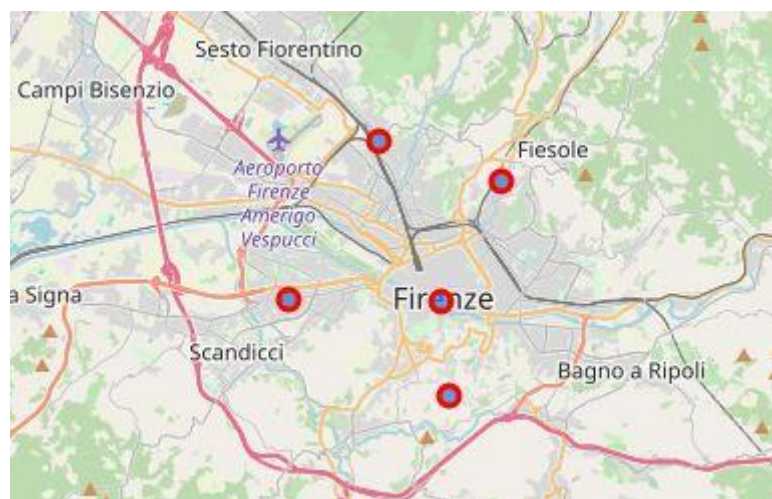 Sesto Fiorentino
Campi Bisenzio
Fiesole
Aeroporto
Firenze
Amerigo
Vespucci
a Signa
Firenze
Scandicci
Bagno a Ripoli